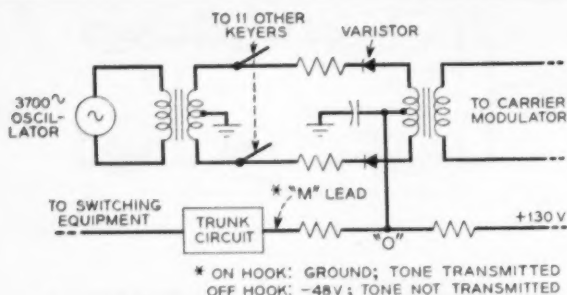 TO 11 OTHER
KEYERS
VARISTOR
3700~
OSCIL-
LATOR
TO CARRIER
MODULATOR
TO SWITCHING
EQUIPMENT
* "M" LEAD
TRUNK
CIRCUIT
"O"
+130 V
* ON HOOK: GROUND; TONE TRANSMITTED
OFF HOOK: -48V; TONE NOT TRANSMITTED